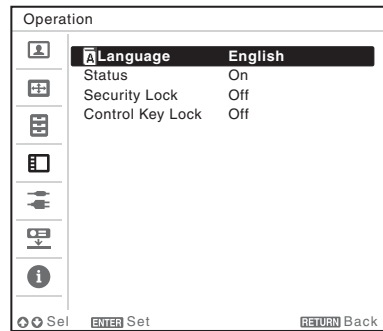 Operation
A Language English
Status On
Security Lock Off
Control Key Lock Off
Sel ENTER Set RETURN Back